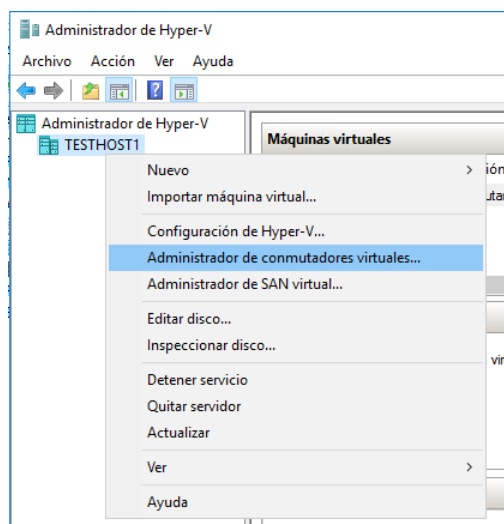 Administrador de Hyper-V
Archivo Acción Ver Ayuda
Administrador de Hyper-V
TESTHOST1
Máquinas virtuales
Nuevo
Importar máquina virtual...
Configuración de Hyper-V...
Administrador de conmutadores virtuales...
Administrador de SAN virtual...
Editar disco...
Inspeccionar disco...
Detener servicio
Quitar servidor
Actualizar
Ver
Ayuda